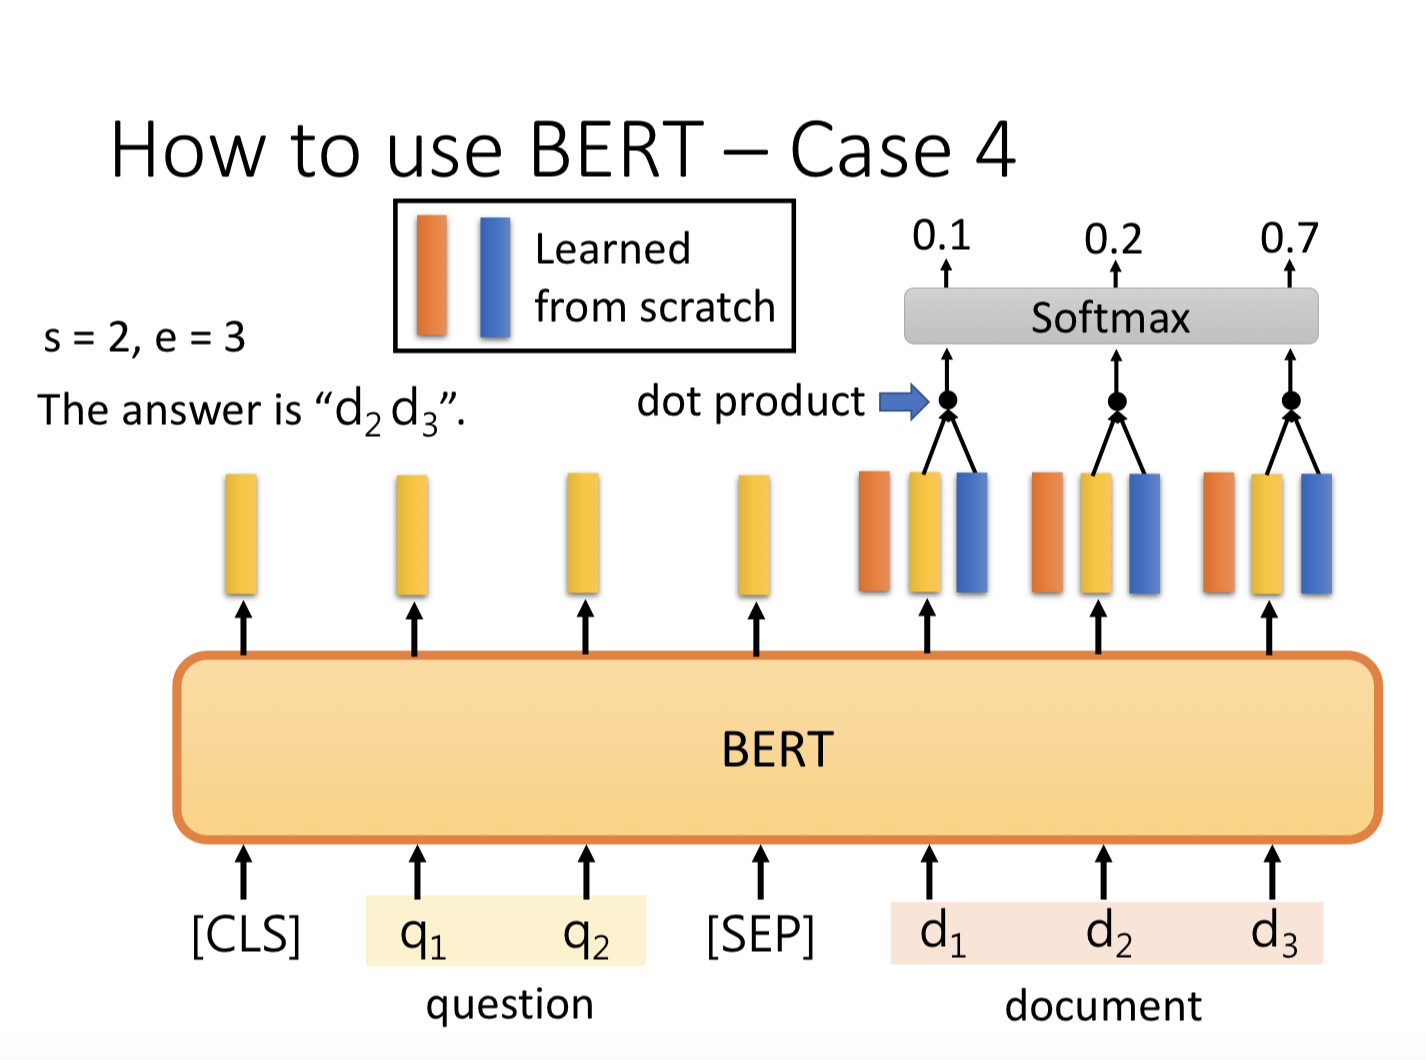 How to use BERT – Case 4
Learned
from scratch
0.1 0.2 0.7
Softmax
s = 2, e = 3
The answer is “d₂ d₃”.
dot product
BERT
[CLS] q₁ q₂ [SEP] d₁ d₂ d₃
question document